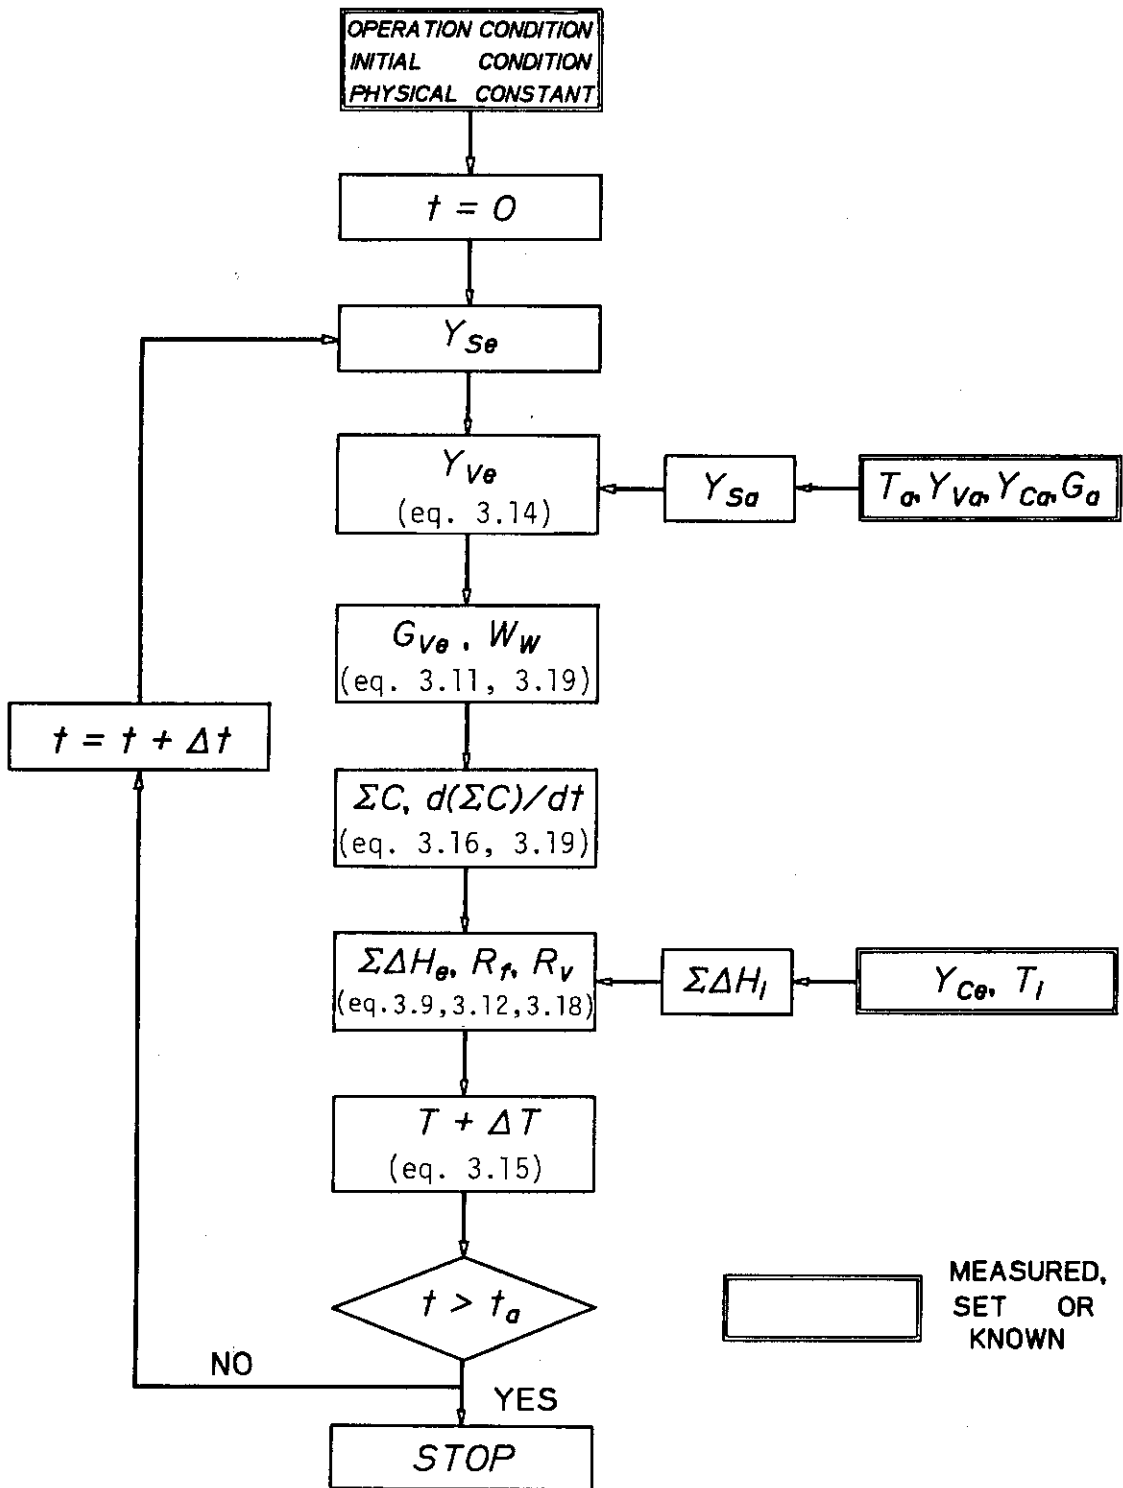 OPERATION CONDITION
INITIAL CONDITION
PHYSICAL CONSTANT
t = 0
Y_Se
Y_Ve
(eq. 3.14)
Y_Sa
T_a, Y_Va, Y_Ca, G_a
G_Ve, W_W
(eq. 3.11, 3.19)
t = t + Δt
ΣC, d(ΣC)/dt
(eq. 3.16, 3.19)
ΣΔH_e, R_f, R_v
(eq.3.9,3.12,3.18)
ΣΔH_i
Y_Ce, T_i
T + ΔT
(eq. 3.15)
t > t_a
MEASURED,
SET OR
KNOWN
NO
YES
STOP